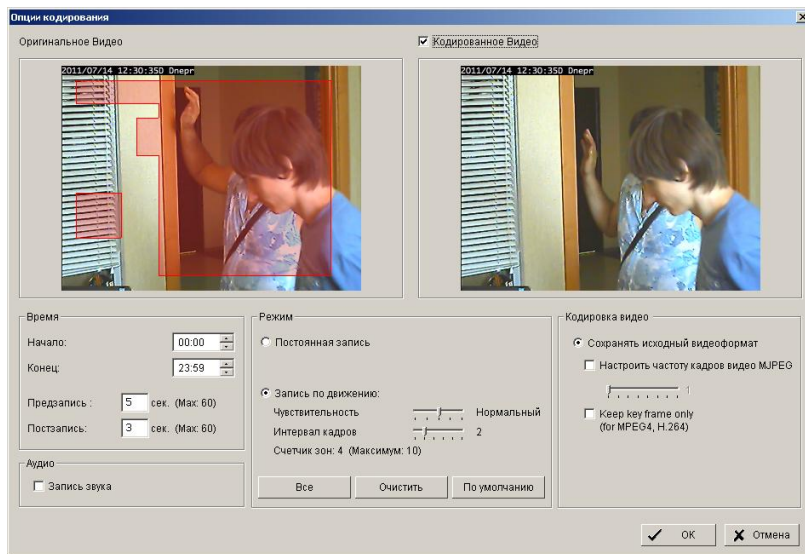 Опции кодирования
Оригинальное Видео
Кодированное Видео
2011/07/14 12:30:35D Dnepr
2011/07/14 12:30:35D Dnepr
Время
Начало: 00:00
Конец: 23:59
Предзапись : 5 сек. (Max: 60)
Постзапись: 3 сек. (Max: 60)
Аудио
Запись звука
Режим
Постоянная запись
Запись по движению:
Чувствительность Нормальный
Интервал кадров 2
Счетчик зон: 4 (Максимум: 10)
Все Очистить По умолчанию
Кодировка видео
Сохранять исходный видеоформат
Настроить частоту кадров видео MJPEG
1
Keep key frame only
(for MPEG4, H.264)
OK Отмена